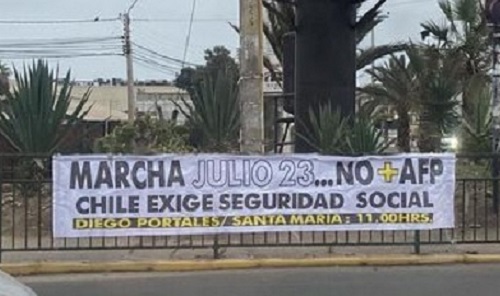 MARCHA JULIO 23...NO + AFP
CHILE EXIGE SEGURIDAD SOCIAL
DIEGO PORTALES/ SANTA MARIA : 11.00HRS.